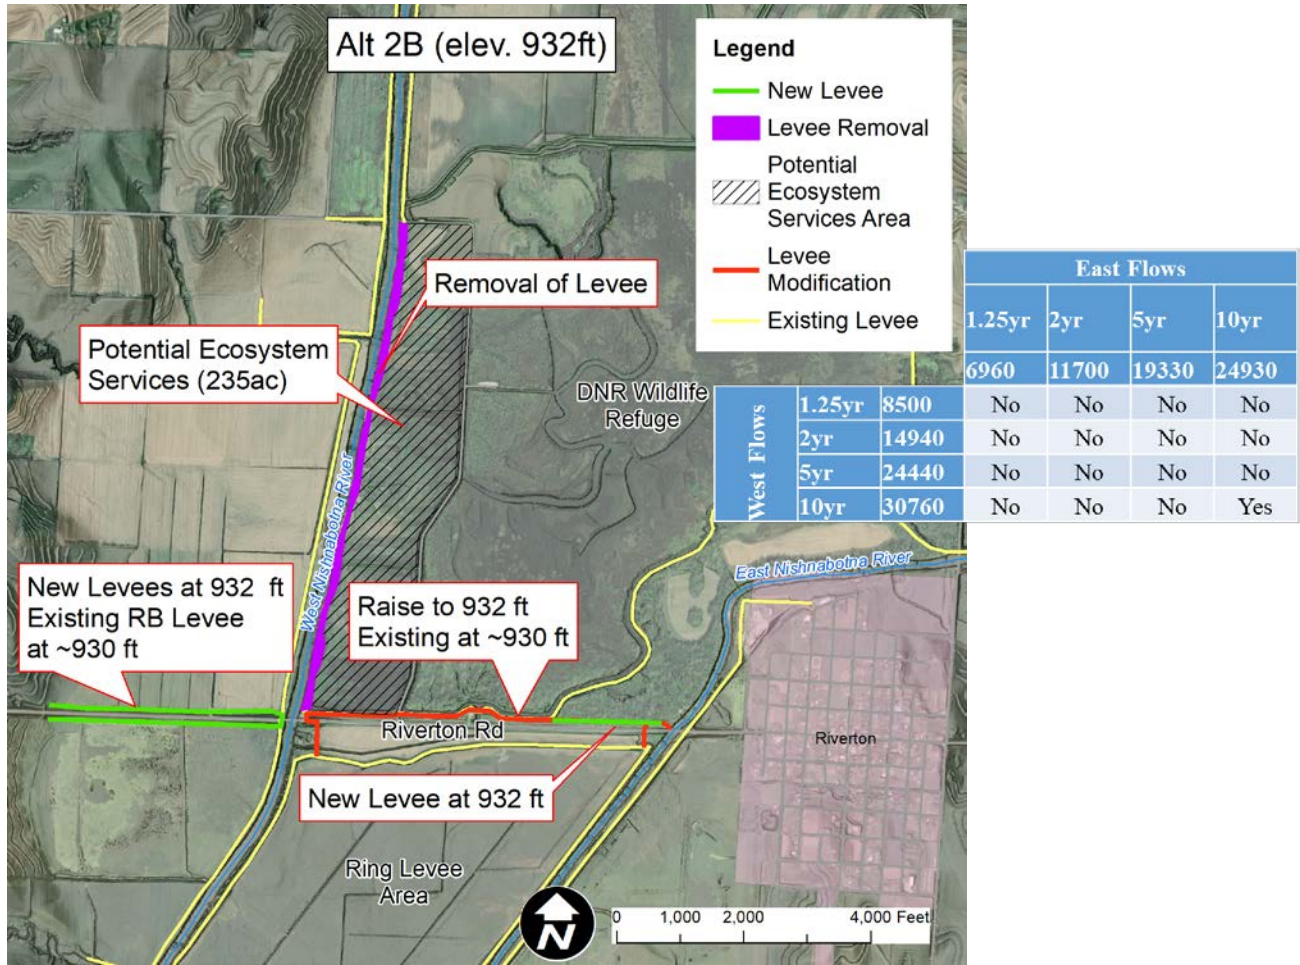 Alt 2B (elev. 932ft)
Legend
New Levee
Levee Removal
Potential
Ecosystem
Services Area
Levee
Modification
Existing Levee
Removal of Levee
Potential Ecosystem
Services (235ac)
DNR Wildlife
Refuge
West Nishnabotna River
East Nishnabotna River
New Levees at 932 ft
Existing RB Levee
at ~930 ft
Raise to 932 ft
Existing at ~930 ft
Riverton Rd
Riverton
New Levee at 932 ft
Ring Levee
Area
N
0 1,000 2,000 4,000 Feet
East Flows
1.25yr 2yr 5yr 10yr
6960 11700 19330 24930
West Flows
1.25yr 8500 No No No No
2yr 14940 No No No No
5yr 24440 No No No No
10yr 30760 No No No Yes